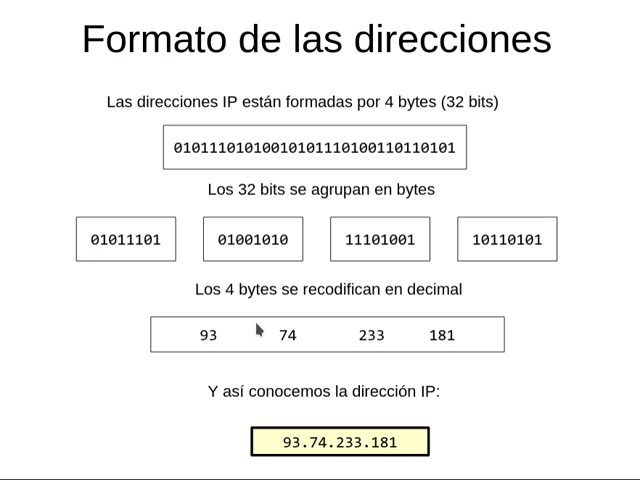 Formato de las direcciones
Las direcciones IP están formadas por 4 bytes (32 bits)
01011101010010101110100110110101
Los 32 bits se agrupan en bytes
01011101 01001010 11101001 10110101
Los 4 bytes se recodifican en decimal
93 74 233 181
Y así conocemos la dirección IP:
93.74.233.181